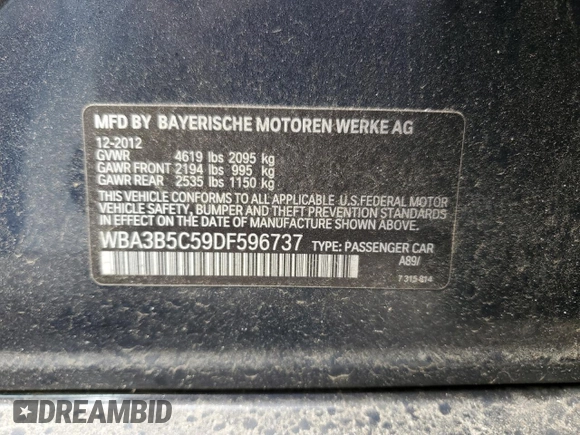 MFD BY BAYERISCHE MOTOREN WERKE AG
12-2012
GVWR 4619 lbs 2095 kg
GAWR FRONT 2194 lbs 995 kg
GAWR REAR 2535 lbs 1150 kg
THIS VEHICLE CONFORMS TO ALL APPLICABLE U.S.FEDERAL MOTOR
VEHICLE SAFETY, BUMPER AND THEFT PREVENTION STANDARDS
IN EFFECT ON THE DATE OF MANUFACTURE SHOWN ABOVE.
WBA3B5C59DF596737 TYPE: PASSENGER CAR
A89/
7 315-814
DREAMBID